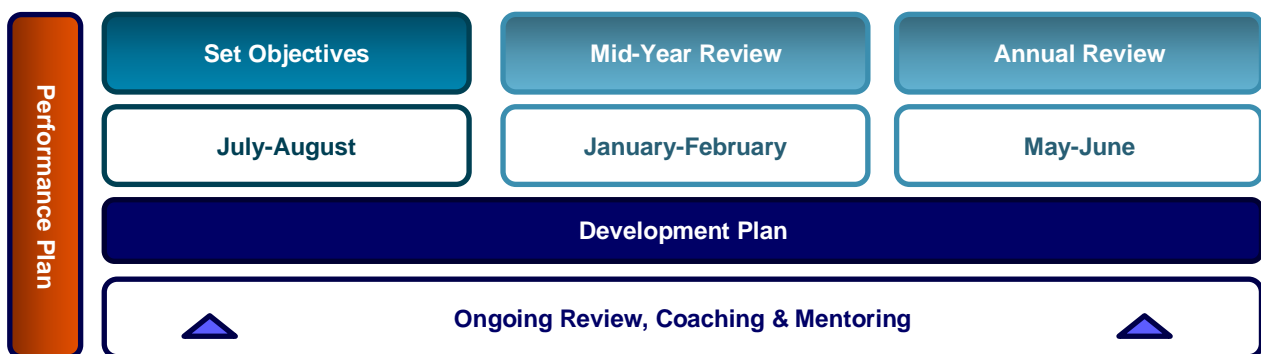 Performance Plan
Set Objectives
Mid-Year Review
Annual Review
July-August
January-February
May-June
Development Plan
Ongoing Review, Coaching & Mentoring